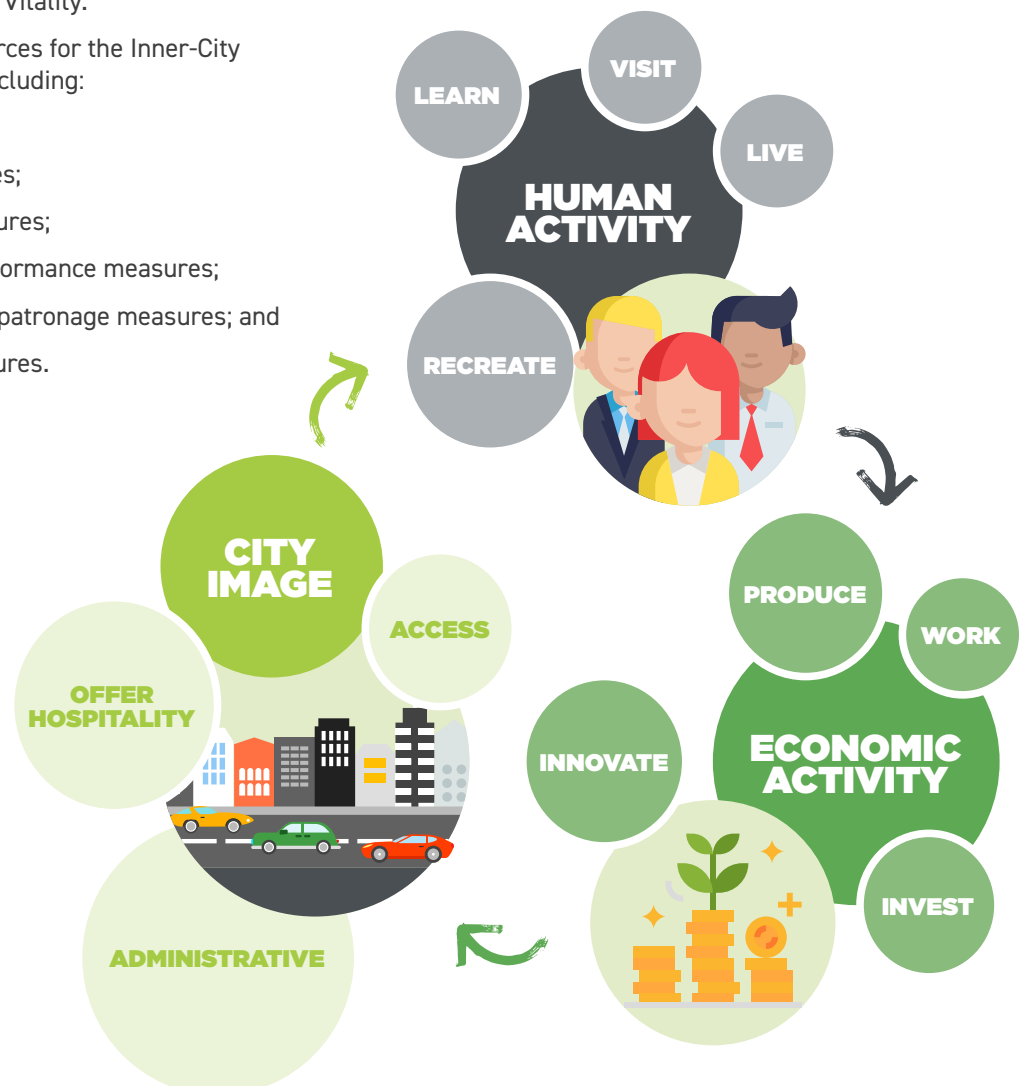 Vitality.
rces for the Inner-City
cluding:
es;
ures;
ormance measures;
patronage measures; and
ures.
LEARN
VISIT
LIVE
HUMAN
ACTIVITY
RECREATE
CITY
IMAGE
ACCESS
OFFER
HOSPITALITY
ADMINISTRATIVE
PRODUCE
WORK
INNOVATE
ECONOMIC
ACTIVITY
INVEST